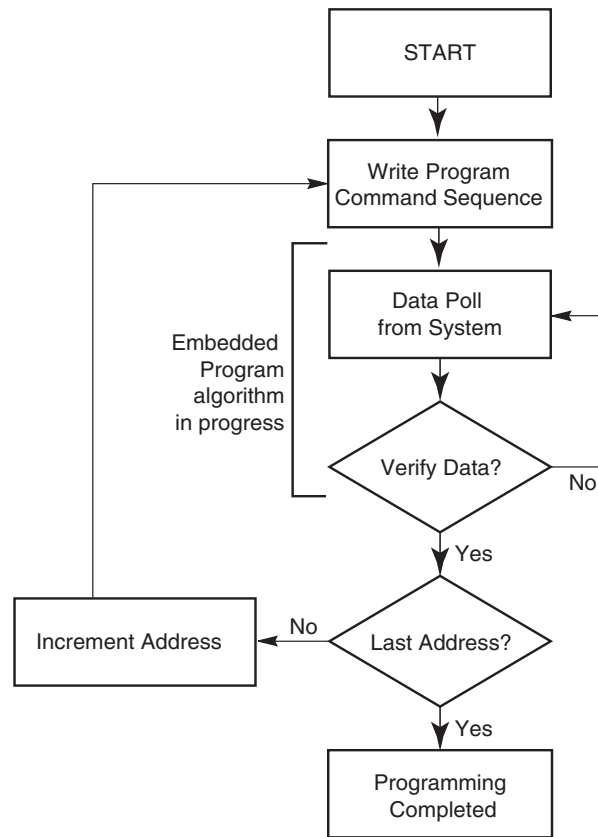 START
Write Program
Command Sequence
Data Poll
from System
Embedded
Program
algorithm
in progress
Verify Data?
No
Yes
Increment Address
No
Last Address?
Yes
Programming
Completed